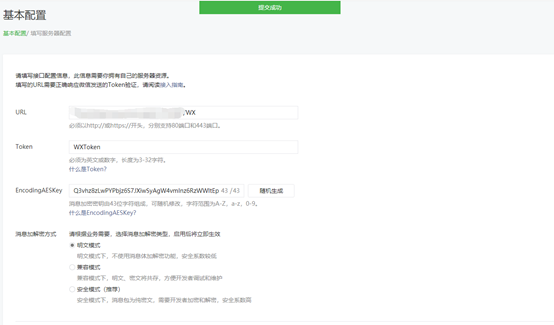 提交成功
基本配置
基本配置/ 填写服务器配置
请填写接口配置信息，此信息需要你拥有自己的服务器资源。
填写的URL需要正确响应微信发送的Token验证，请阅读接入指南。
URL /WX
必须以http://或https://开头，分别支持80端口和443端口。
Token WXToken
必须为英文或数字，长度为3-32字符。
什么是Token?
EncodingAESKey 43 /43 随机生成
消息加密密钥由43位字符组成，可随机修改，字符范围为A-Z，a-z，0-9。
什么是EncodingAESKey?
消息加解密方式 请根据业务需要，选择消息加解密类型，启用后将立即生效
明文模式
明文模式下，不使用消息体加解密功能，安全系数较低
兼容模式
兼容模式下，明文、密文将共存，方便开发者调试和维护
安全模式（推荐）
安全模式下，消息包为纯密文，需要开发者加密和解密，安全系数高